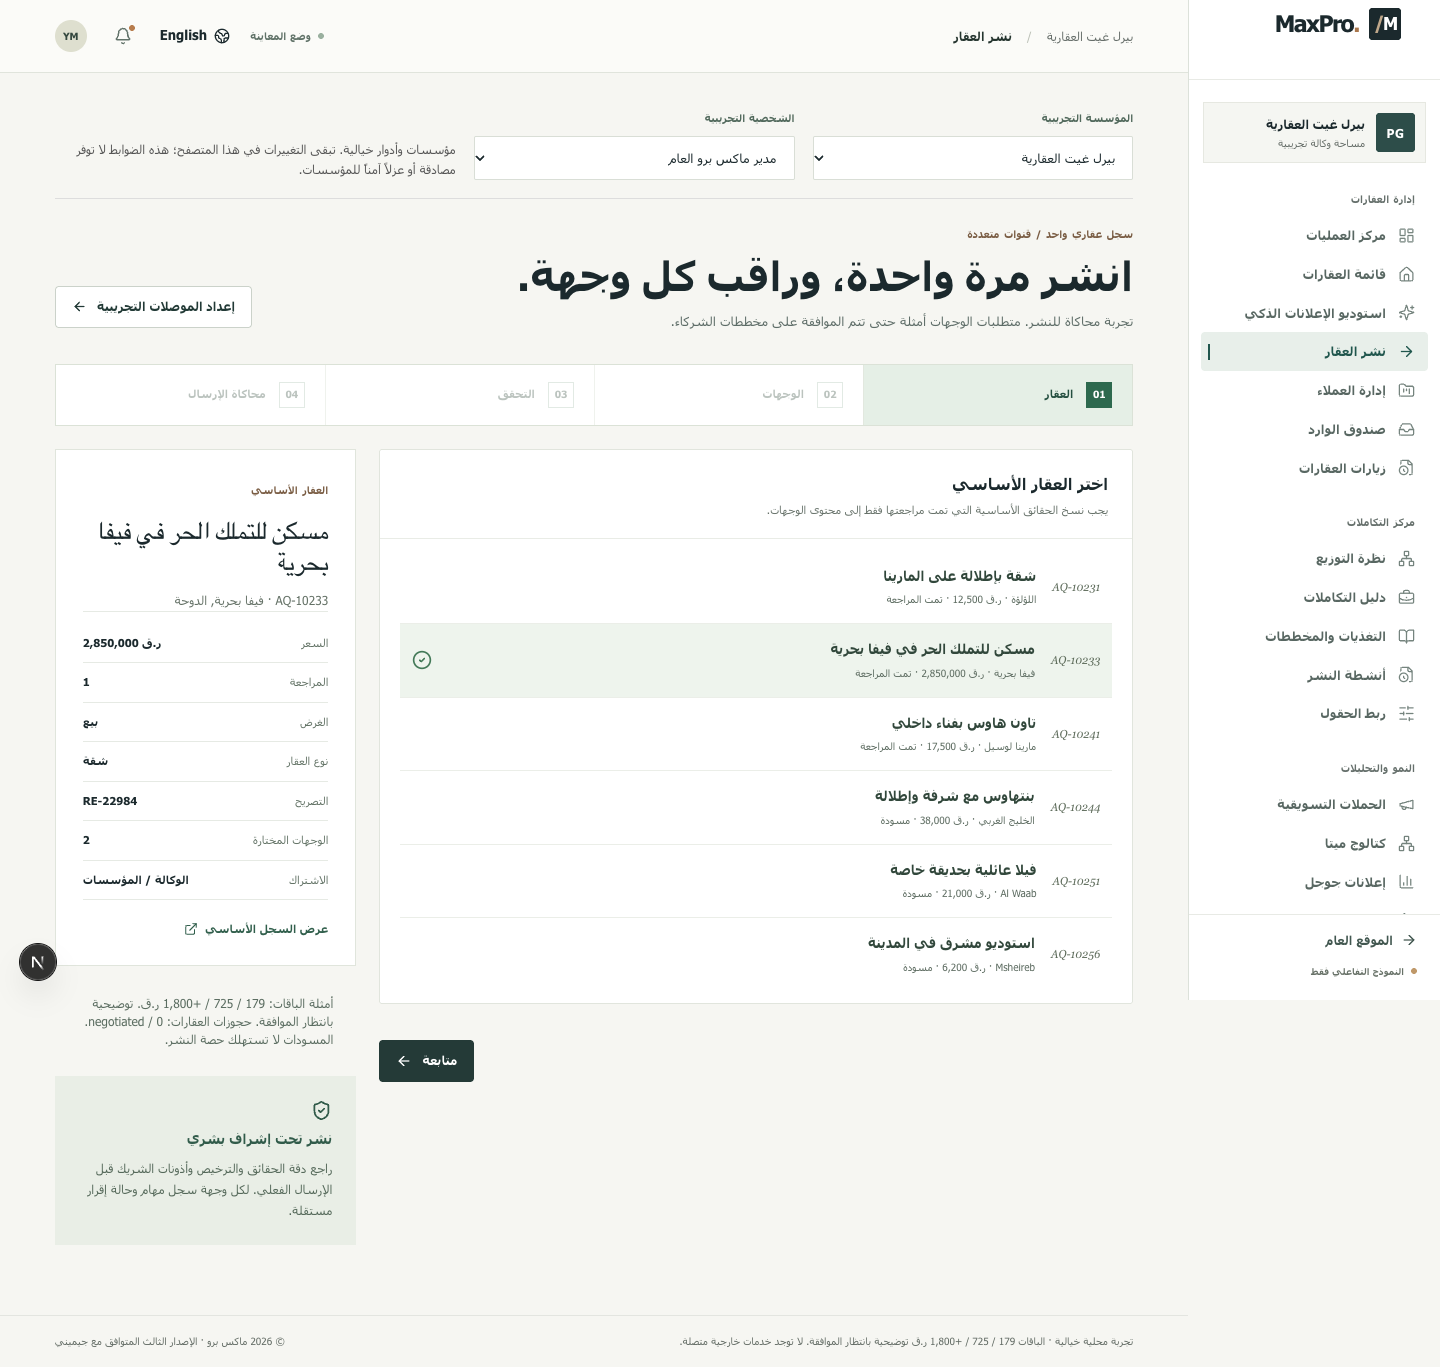 MaxPro.
/M
PG
بيرل غيت العقارية
مساحة وكالة تجريبية
إدارة العقارات
مركز العمليات
قائمة العقارات
استوديو الإعلانات الذكي
نشر العقار
إدارة العملاء
صندوق الوارد
زيارات العقارات
مركز التكاملات
نظرة التوزيع
دليل التكاملات
التغذيات والمخططات
أنشطة النشر
ربط الحقول
النمو والتحليلات
الحملات التسويقية
كتالوج ميتا
إعلانات جوجل
الموقع العام
النموذج التفاعلي فقط
بيرل غيت العقارية / نشر العقار
وضع المعاينة
English
YM
المؤسسة التجريبية
بيرل غيت العقارية
الشخصية التجريبية
مدير ماكس برو العام
مؤسسات وأدوار خيالية. تبقى التغييرات في هذا المتصفح؛ هذه الضوابط لا توفر
مصادقة أو عزلاً آمناً للمؤسسات.
سجل عقاري واحد / قنوات متعددة
انشر مرة واحدة، وراقب كل وجهة.
تجربة محاكاة للنشر. متطلبات الوجهات أمثلة حتى تتم الموافقة على مخططات الشركاء.
إعداد الموصلات التجريبية
01 العقار
02 الوجهات
03 التحقق
04 محاكاة الإرسال
اختر العقار الأساسي
يجب نسخ الحقائق الأساسية التي تمت مراجعتها فقط إلى محتوى الوجهات.
AQ-10231
شقة بإطلالة على المارينا
اللؤلؤة · ر.ق 12,500 · تمت المراجعة
AQ-10233
مسكن للتملك الحر في فيفا بحرية
فيفا بحرية · ر.ق 2,850,000 · تمت المراجعة
AQ-10241
تاون هاوس بفناء داخلي
مارينا لوسيل · ر.ق 17,500 · تمت المراجعة
AQ-10244
بنتهاوس مع شرفة وإطلالة
الخليج الغربي · ر.ق 38,000 · مسودة
AQ-10251
فيلا عائلية بحديقة خاصة
Al Waab · ر.ق 21,000 · مسودة
AQ-10256
استوديو مشرق في المدينة
Msheireb · ر.ق 6,200 · مسودة
متابعة
العقار الأساسي
مسكن للتملك الحر في فيفا
بحرية
AQ-10233 · فيفا بحرية, الدوحة
السعر ر.ق 2,850,000
المراجعة 1
الغرض بيع
نوع العقار شقة
التصريح RE-22984
الوجهات المختارة 2
الاشتراك الوكالة / المؤسسات
عرض السجل الأساسي
N
أمثلة الباقات: 179 / 725 / +1,800 ر.ق. توضيحية
بانتظار الموافقة. حجوزات العقارات: 0 / negotiated.
المسودات لا تستهلك حصة النشر.
نشر تحت إشراف بشري
راجع دقة الحقائق والترخيص وأذونات الشريك قبل
الإرسال الفعلي. لكل وجهة سجل مهام وحالة إقرار
مستقلة.
تجربة محلية خيالية · الباقات 179 / 725 / +1,800 ر.ق توضيحية بانتظار الموافقة. لا توجد خدمات خارجية متصلة.
© 2026 ماكس برو · الإصدار الثالث المتوافق مع جيميني